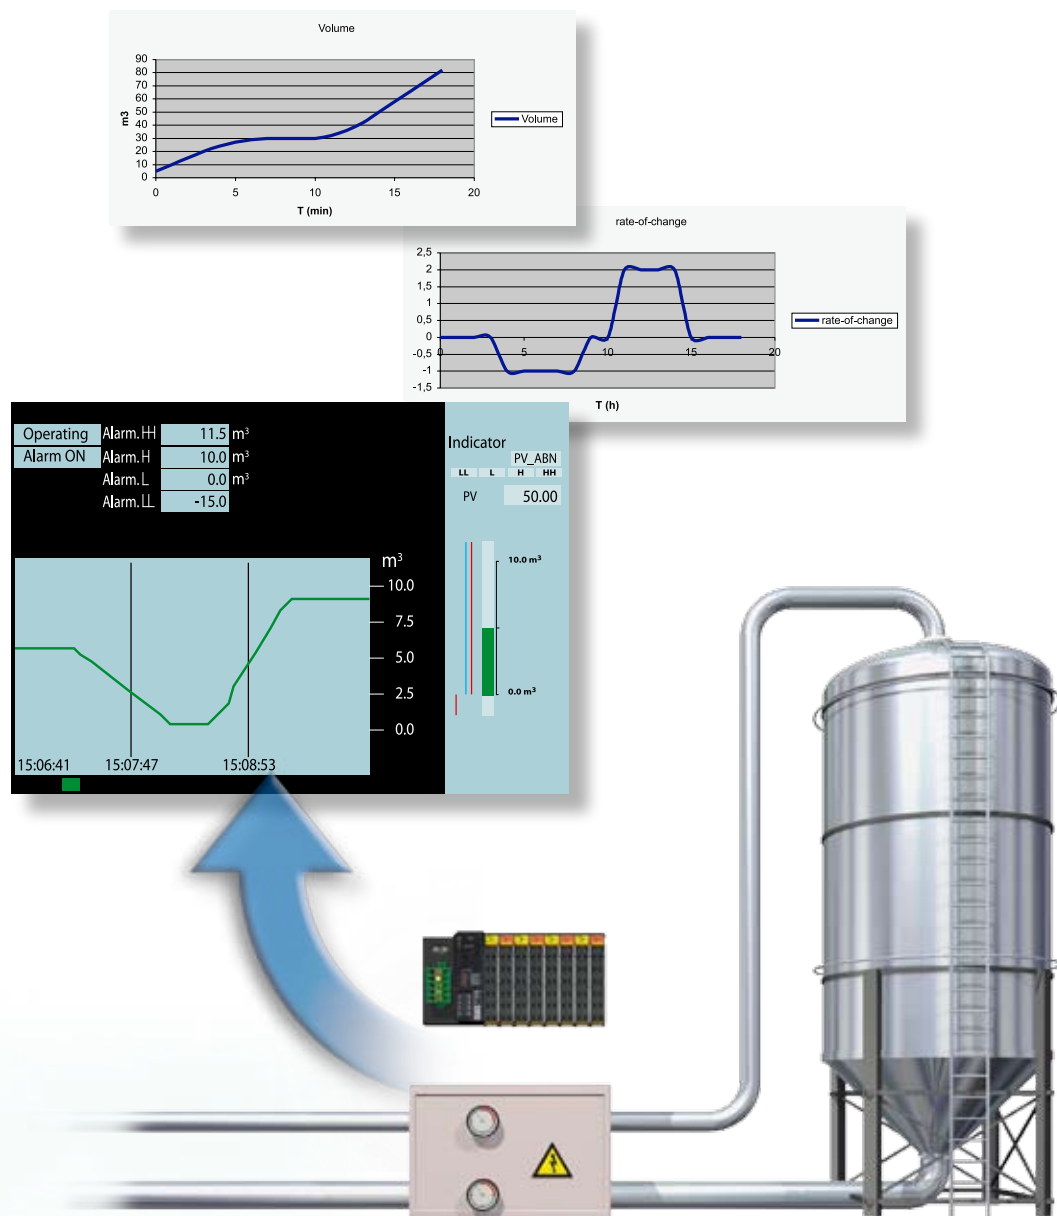 Volume
90
80
70
60
50
40
30
20
10
0
m3
0 5 10 15 20
T (min)
Volume
rate-of-change
2,5
2
1,5
1
0,5
0
-0,5
-1
-1,5
0 5 10 15 20
T (h)
rate-of-change
Operating Alarm.HH 11.5 m³
Alarm ON Alarm.H 10.0 m³
Alarm.L 0.0 m³
Alarm.LL -15.0
m³
10.0
7.5
5.0
2.5
0.0
15:06:41 15:07:47 15:08:53
Indicator
PV_ABN
LL L H HH
PV 50.00
10.0 m³
0.0 m³